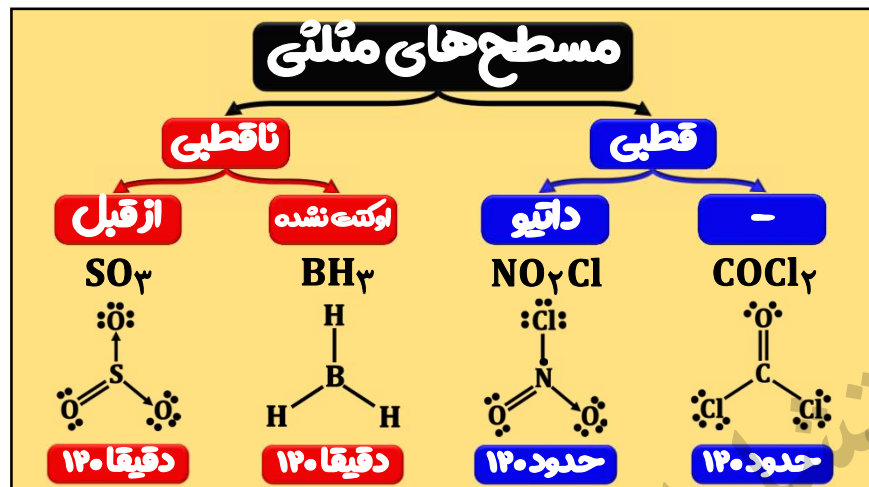 مسطح‌های مثلثی
قطبی ناقطبی
- داتیو اوکتت نشده از قبل
COCl۲ NO۲Cl BH۳ SO۳
O Cl H O
C N B S
Cl Cl O O H H O O
حدود ۱۲۰ حدود ۱۲۰ دقیقا ۱۲۰ دقیقا ۱۲۰